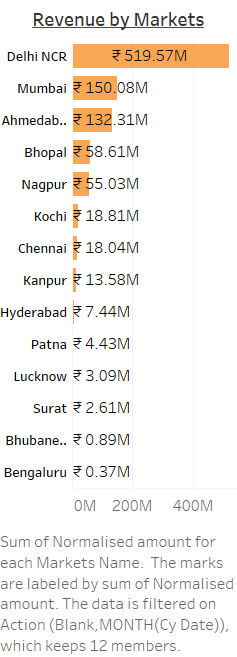 Revenue by Markets
Delhi NCR ₹ 519.57M
Mumbai ₹ 150.08M
Ahmedab.. ₹ 132.31M
Bhopal ₹ 58.61M
Nagpur ₹ 55.03M
Kochi ₹ 18.81M
Chennai ₹ 18.04M
Kanpur ₹ 13.58M
Hyderabad ₹ 7.44M
Patna ₹ 4.43M
Lucknow ₹ 3.09M
Surat ₹ 2.61M
Bhubane.. ₹ 0.89M
Bengaluru ₹ 0.37M
0M 200M 400M
Sum of Normalised amount for
each Markets Name. The marks
are labeled by sum of Normalised
amount. The data is filtered on
Action (Blank,MONTH(Cy Date)),
which keeps 12 members.